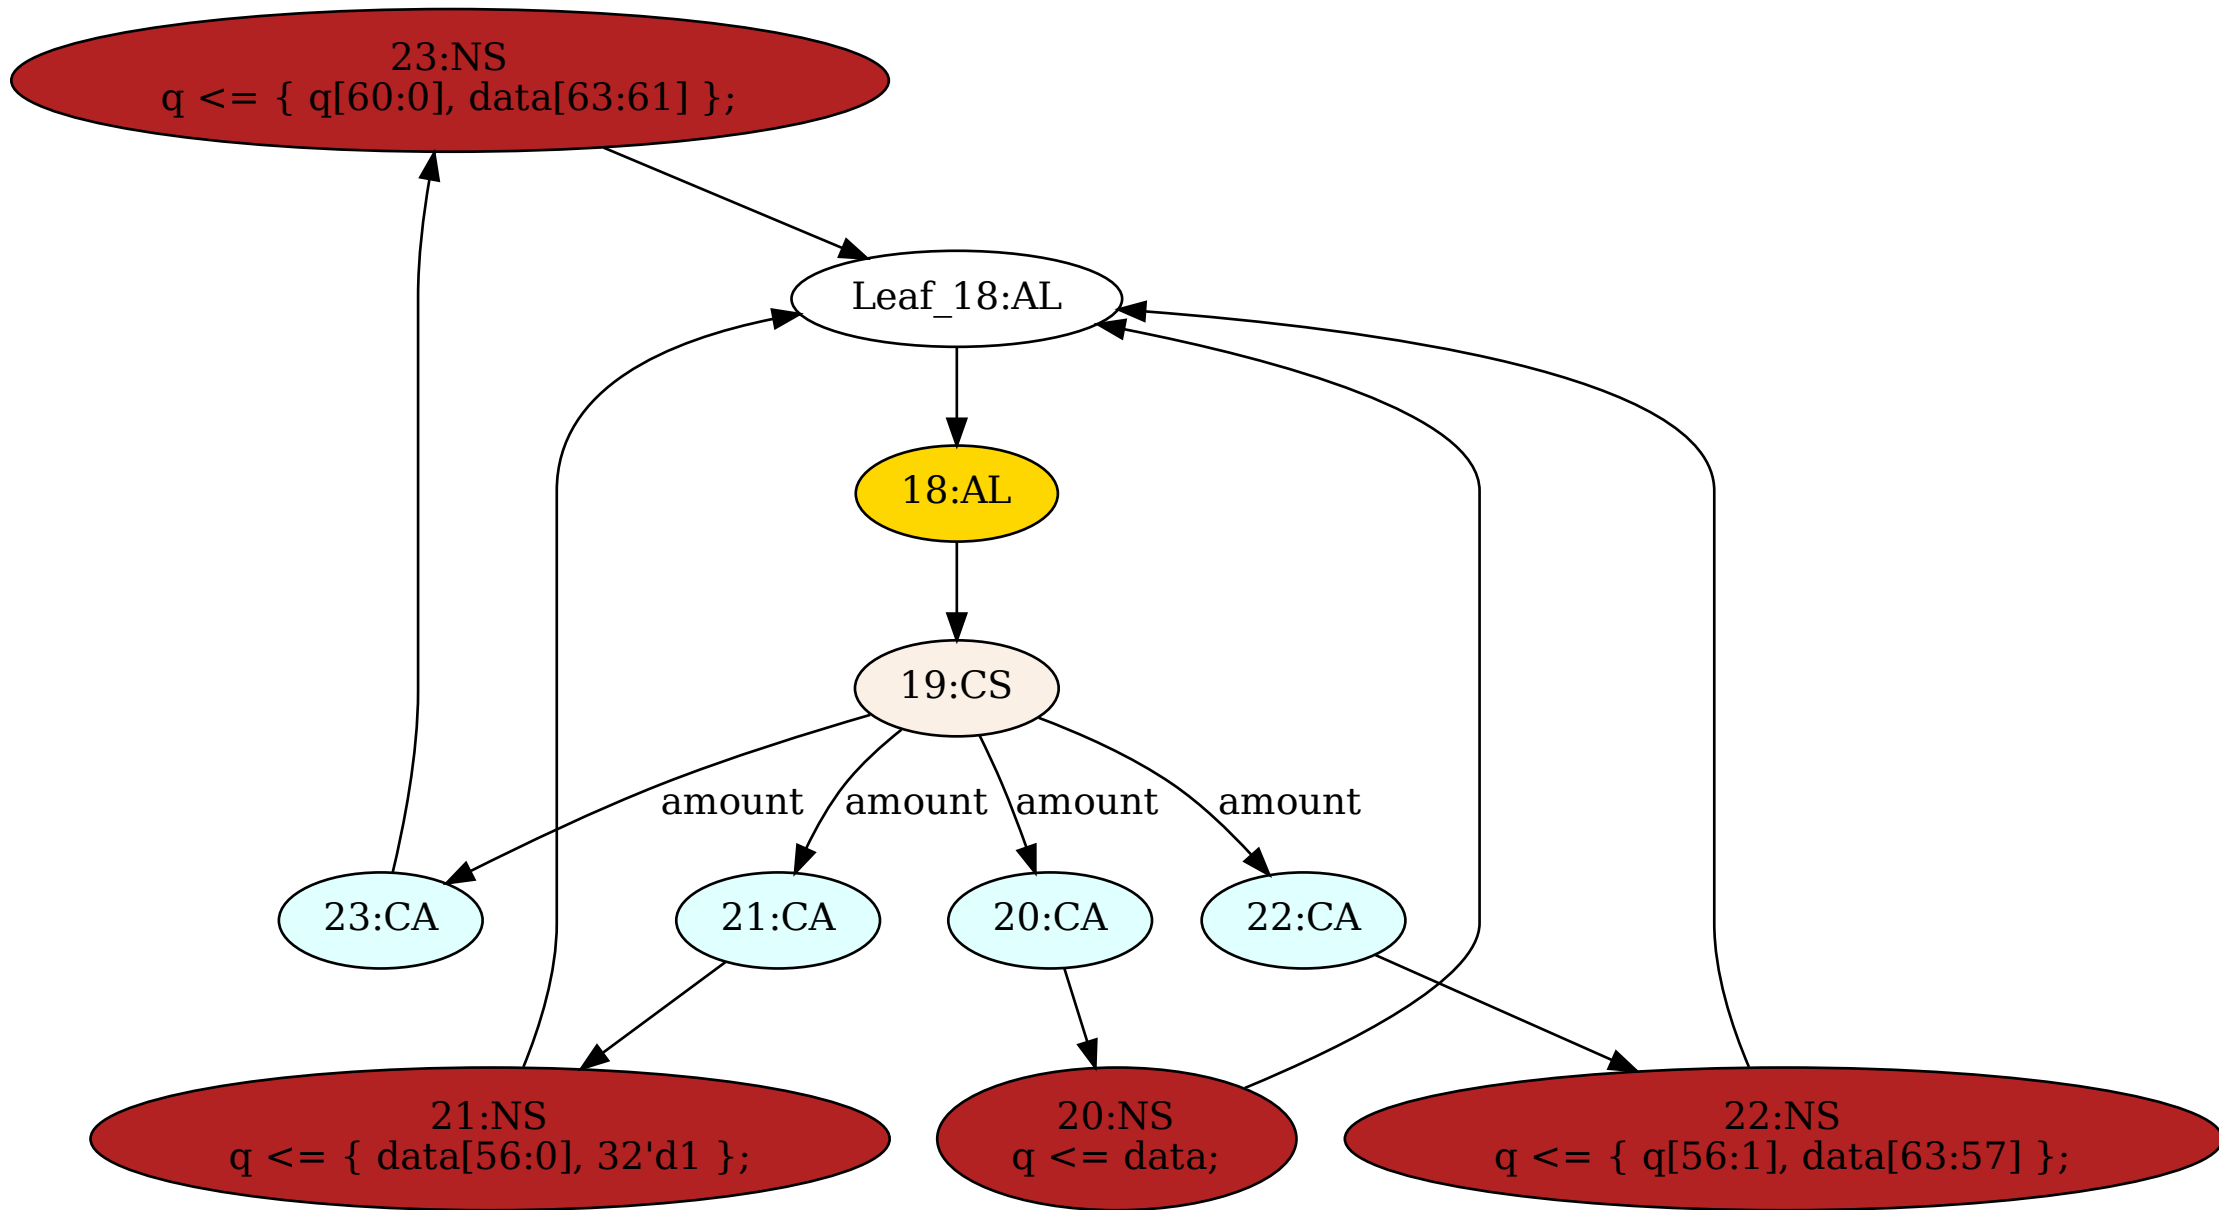 23:NS
q <= { q[60:0], data[63:61] };
Leaf_18:AL
18:AL
19:CS
amount
amount
amount
amount
23:CA
21:CA
20:CA
22:CA
21:NS
q <= { data[56:0], 32'd1 };
20:NS
q <= data;
22:NS
q <= { q[56:1], data[63:57] };